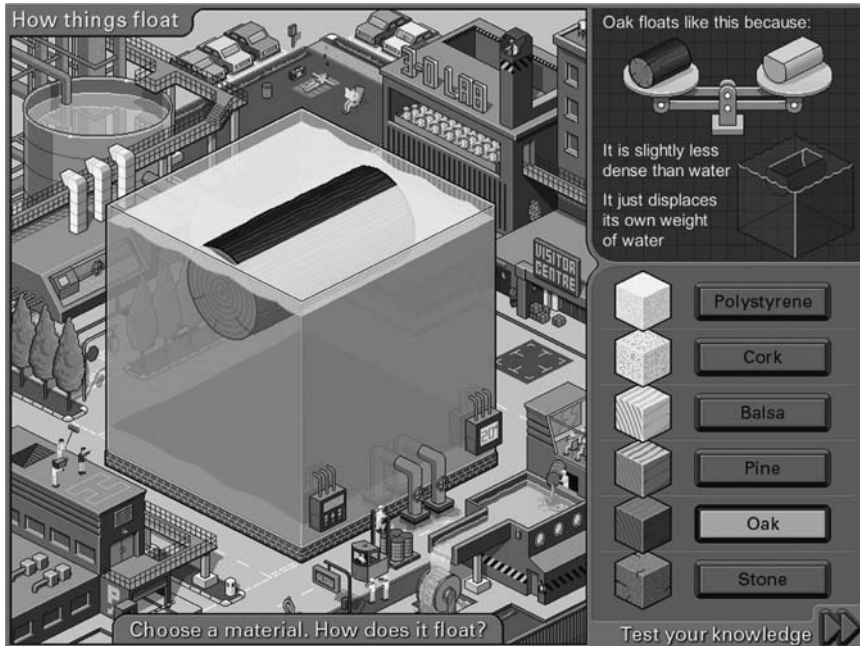 How things float
3-D LAB
VISITOR
CENTRE
20°
H
P
Choose a material. How does it float?
Oak floats like this because:
It is slightly less
dense than water
It just displaces
its own weight
of water
Polystyrene
Cork
Balsa
Pine
Oak
Stone
Test your knowledge